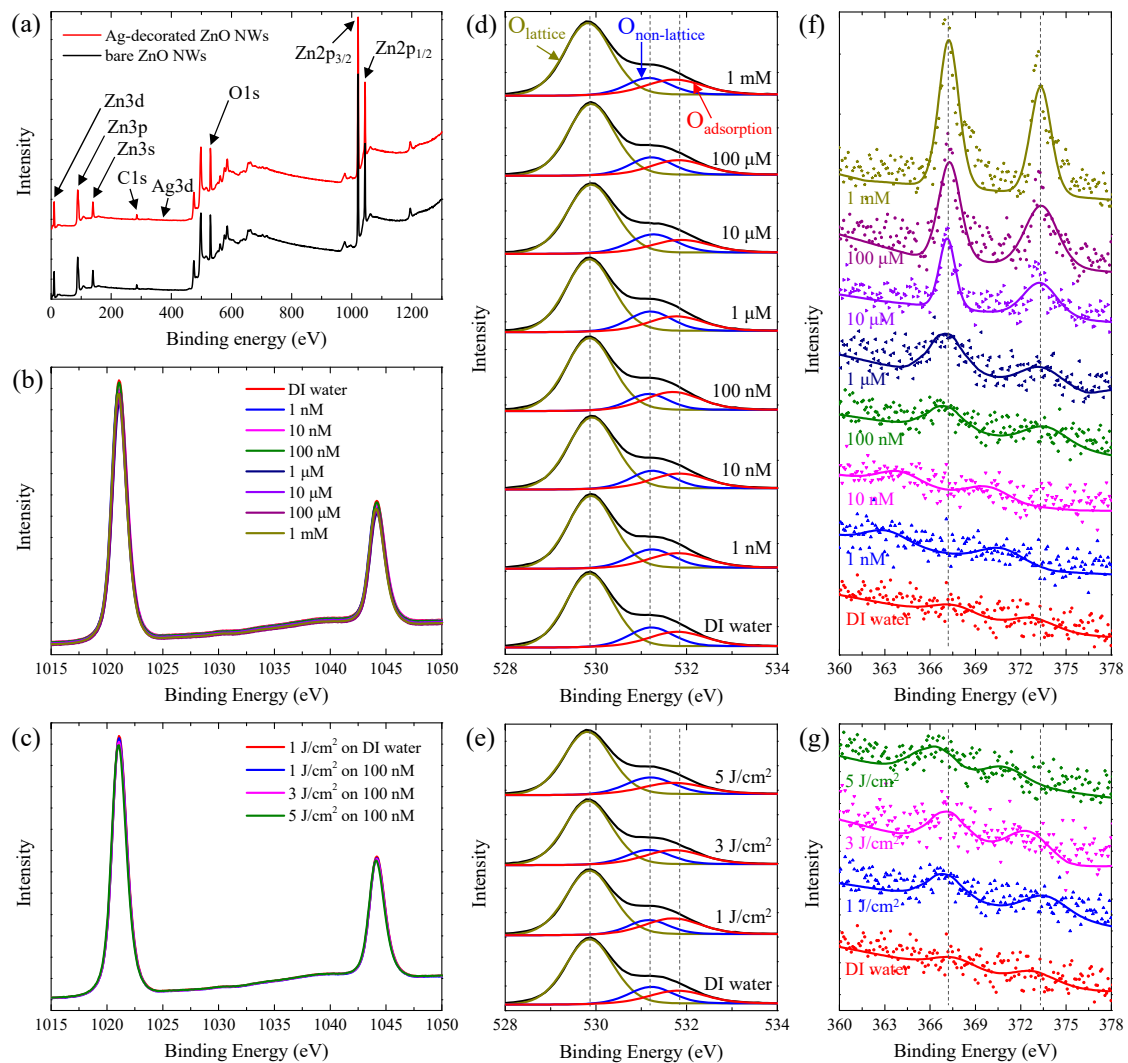 (a)
Ag-decorated ZnO NWs
bare ZnO NWs
Zn2p3/2
Zn2p1/2
O1s
Zn3d
Zn3p
Zn3s
C1s
Ag3d
Intensity
0 200 400 600 800 1000 1200
Binding energy (eV)
(b)
DI water
1 nM
10 nM
100 nM
1 μM
10 μM
100 μM
1 mM
Intensity
1015 1020 1025 1030 1035 1040 1045 1050
Binding Energy (eV)
(c)
1 J/cm² on DI water
1 J/cm² on 100 nM
3 J/cm² on 100 nM
5 J/cm² on 100 nM
Intensity
1015 1020 1025 1030 1035 1040 1045 1050
Binding Energy (eV)
(d)
Olattice
Onon-lattice
1 mM
Oadsorption
100 μM
10 μM
1 μM
100 nM
10 nM
1 nM
DI water
Intensity
528 530 532 534
Binding Energy (eV)
(e)
5 J/cm²
3 J/cm²
1 J/cm²
DI water
Intensity
528 530 532 534
Binding Energy (eV)
(f)
1 mM
100 μM
10 μM
1 μM
100 nM
10 nM
1 nM
DI water
Intensity
360 363 366 369 372 375 378
Binding Energy (eV)
(g)
5 J/cm²
3 J/cm²
1 J/cm²
DI water
Intensity
360 363 366 369 372 375 378
Binding Energy (eV)